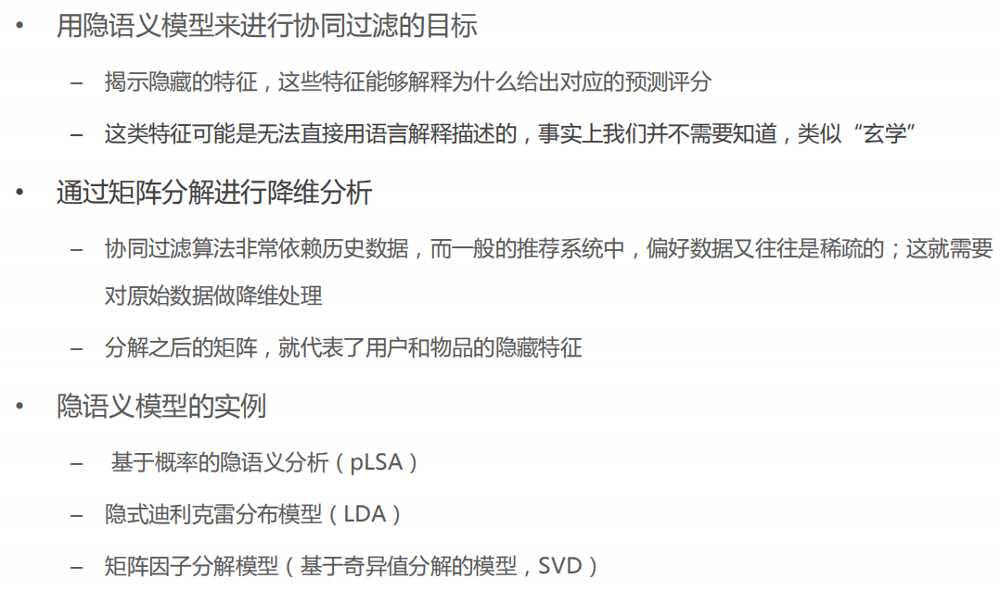 • 用隐语义模型来进行协同过滤的目标
– 揭示隐藏的特征，这些特征能够解释为什么给出对应的预测评分
– 这类特征可能是无法直接用语言解释描述的，事实上我们并不需要知道，类似“玄学”
• 通过矩阵分解进行降维分析
– 协同过滤算法非常依赖历史数据，而一般的推荐系统中，偏好数据又往往是稀疏的；这就需要
对原始数据做降维处理
– 分解之后的矩阵，就代表了用户和物品的隐藏特征
• 隐语义模型的实例
– 基于概率的隐语义分析（pLSA）
– 隐式迪利克雷分布模型（LDA）
– 矩阵因子分解模型（基于奇异值分解的模型，SVD）